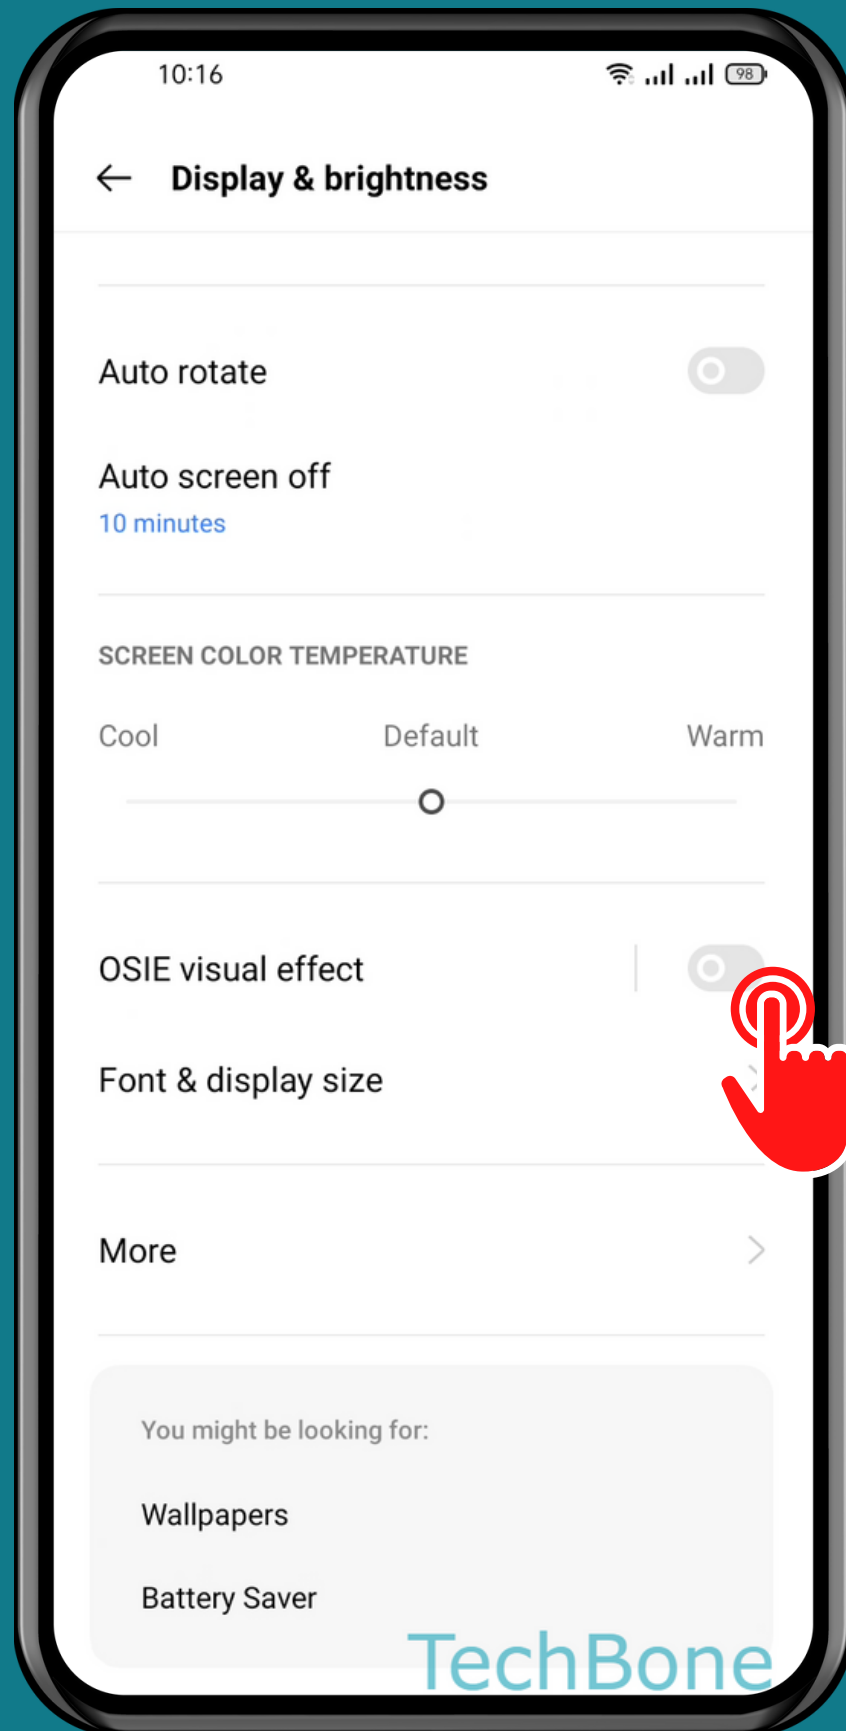 10:16
98
Display & brightness
Auto rotate
Auto screen off
10 minutes
SCREEN COLOR TEMPERATURE
Cool Default Warm
OSIE visual effect
Font & display size
More
You might be looking for:
Wallpapers
Battery Saver
TechBone